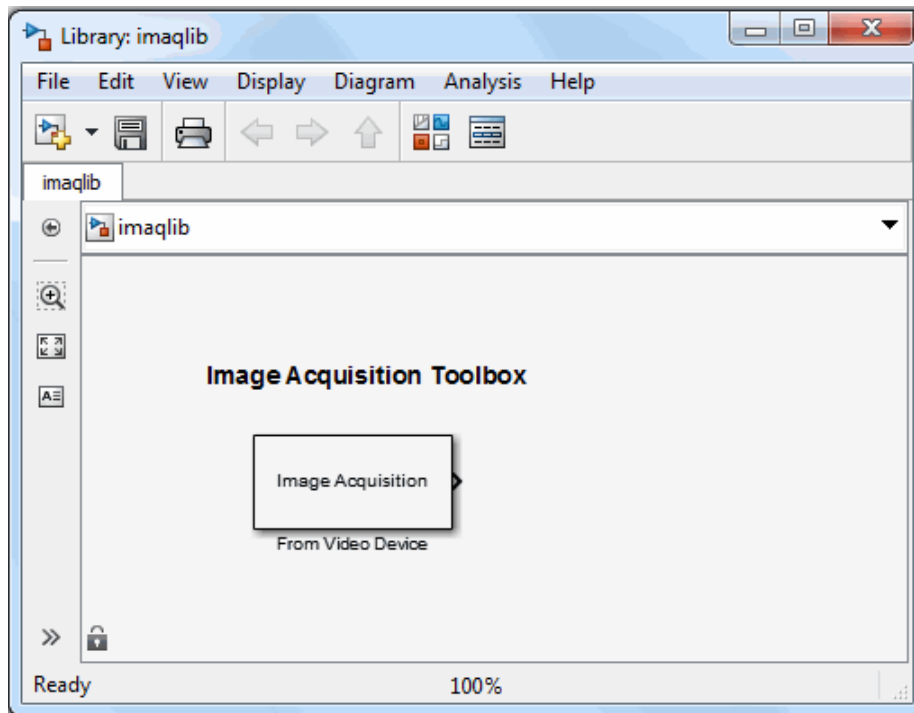 Library: imaqlib
File Edit View Display Diagram Analysis Help
imaqlib
imaqlib
Image Acquisition Toolbox
Image Acquisition
From Video Device
Ready 100%